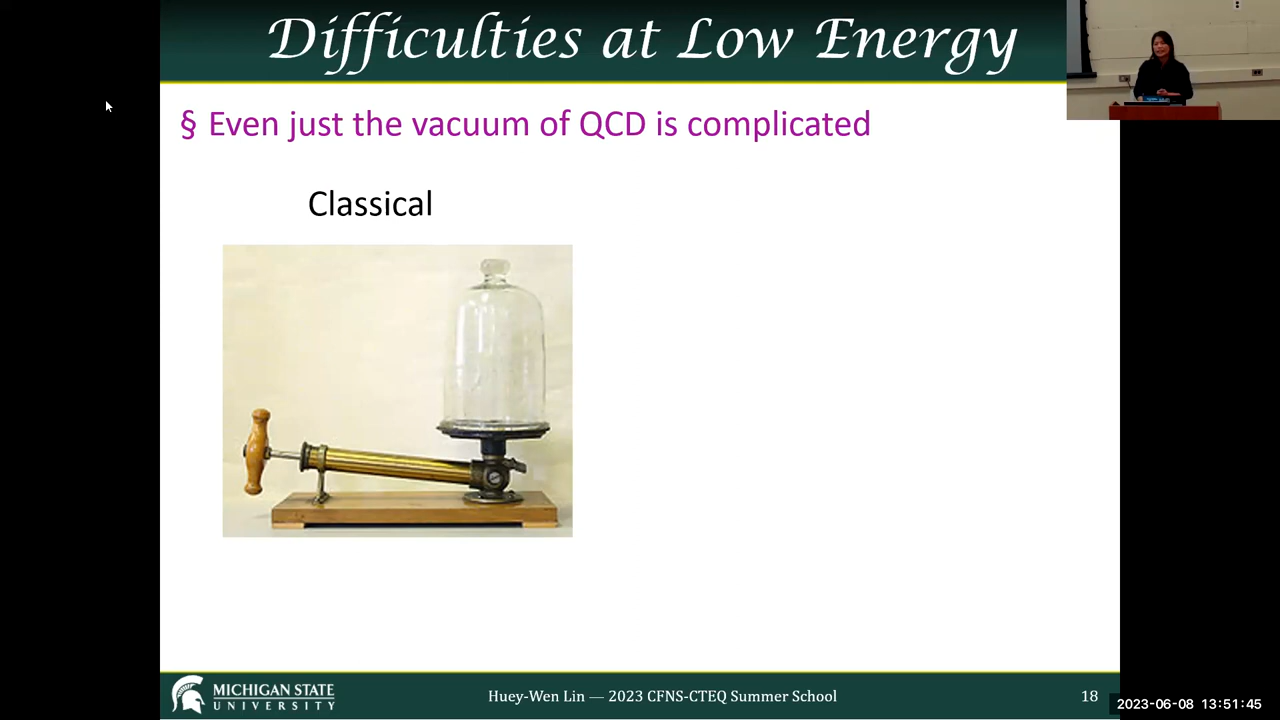 Difficulties at Low Energy
§ Even just the vacuum of QCD is complicated
Classical
MICHIGAN STATE
UNIVERSITY
Huey-Wen Lin — 2023 CFNS-CTEQ Summer School
18
2023-06-08 13:51:45